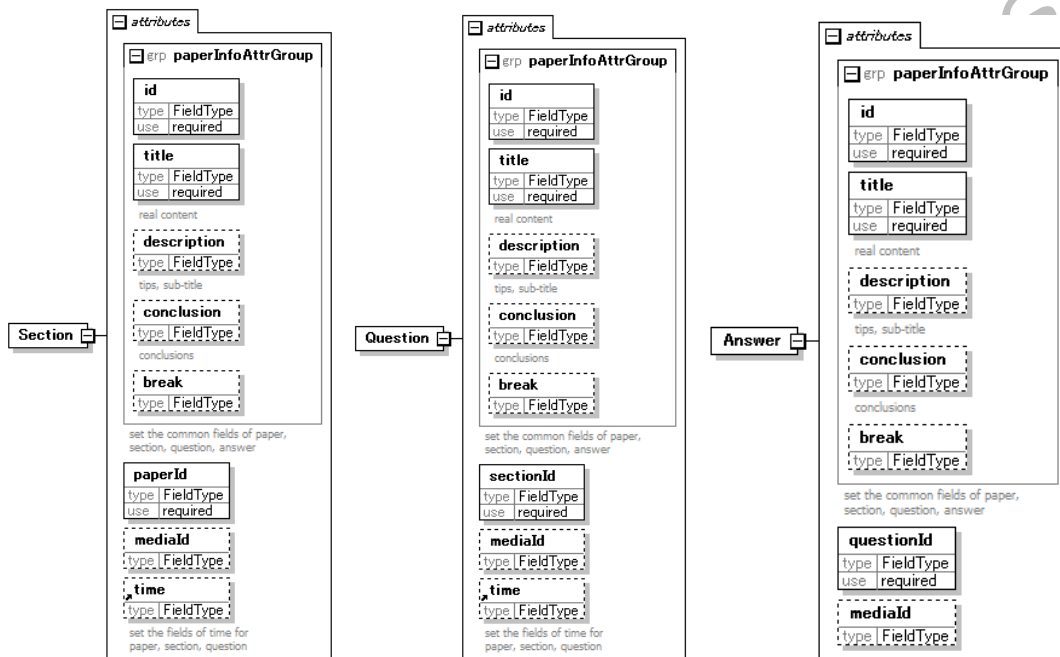 attributes
grp paperInfoAttrGroup
id
type FieldType
use required
title
type FieldType
use required
real content
description
type FieldType
tips, sub-title
conclusion
type FieldType
conclusions
break
type FieldType
set the common fields of paper,
section, question, answer
paperId
type FieldType
use required
mediaId
type FieldType
time
type FieldType
set the fields of time for
paper, section, question
Section
attributes
grp paperInfoAttrGroup
id
type FieldType
use required
title
type FieldType
use required
real content
description
type FieldType
tips, sub-title
conclusion
type FieldType
conclusions
break
type FieldType
set the common fields of paper,
section, question, answer
sectionId
type FieldType
use required
mediaId
type FieldType
time
type FieldType
set the fields of time for
paper, section, question
Question
attributes
grp paperInfoAttrGroup
id
type FieldType
use required
title
type FieldType
use required
real content
description
type FieldType
tips, sub-title
conclusion
type FieldType
conclusions
break
type FieldType
set the common fields of paper,
section, question, answer
questionId
type FieldType
use required
mediaId
type FieldType
Answer